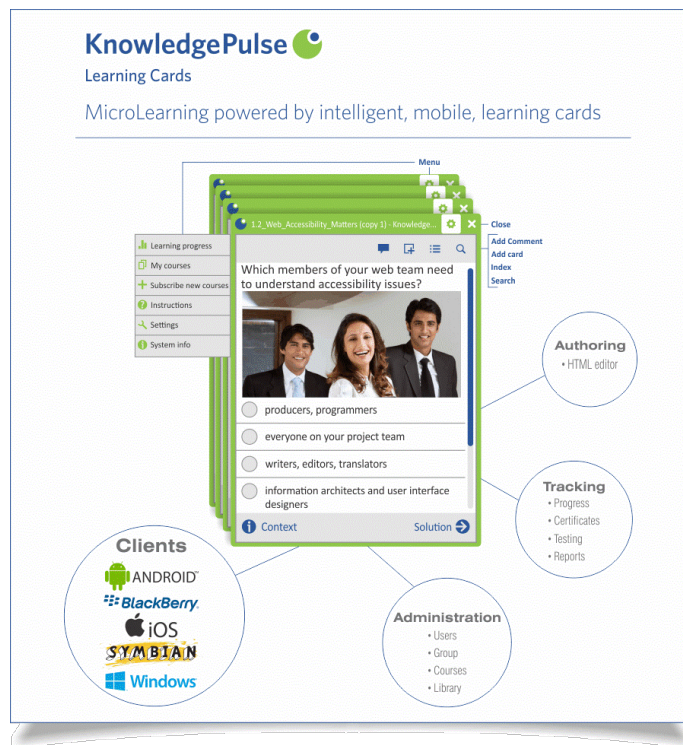 KnowledgePulse
Learning Cards
MicroLearning powered by intelligent, mobile, learning cards
Menu
1.2_Web_Accessibility_Matters (copy 1) - Knowledge...
Close
Add Comment
Add card
Index
Search
Learning progress
My courses
Subscribe new courses
Instructions
Settings
System info
Which members of your web team need
to understand accessibility issues?
producers, programmers
everyone on your project team
writers, editors, translators
information architects and user interface
designers
Context
Solution
Authoring
• HTML editor
Tracking
• Progress
• Certificates
• Testing
• Reports
Clients
ANDROID™
BlackBerry.
iOS
SYMBIAN
Windows
Administration
• Users
• Group
• Courses
• Library